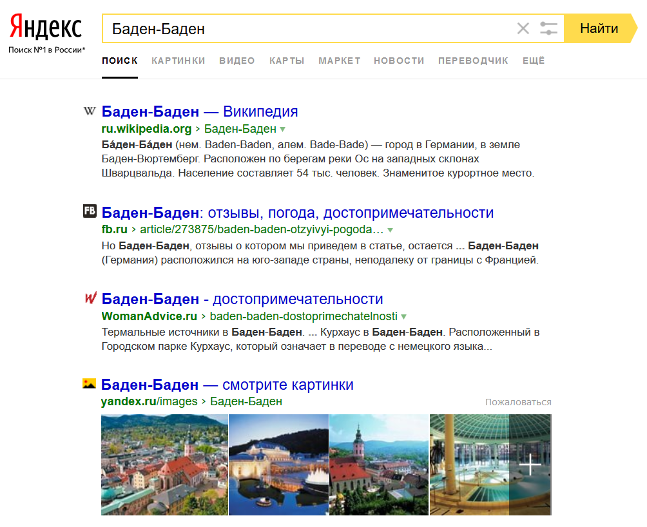 Яндекс
Поиск №1 в России*
Баден-Баден
Найти
ПОИСК КАРТИНКИ ВИДЕО КАРТЫ МАРКЕТ НОВОСТИ ПЕРЕВОДЧИК ЕЩЁ
W Баден-Баден — Википедия
ru.wikipedia.org › Баден-Баден
Ба́ден-Ба́ден (нем. Baden-Baden, алем. Bade-Bade) — город в Германии, в земле
Баден-Вюртемберг. Расположен по берегам реки Ос на западных склонах
Шварцвальда. Население составляет 54 тыс. человек. Знаменитое курортное место.
FB Баден-Баден: отзывы, погода, достопримечательности
fb.ru › article/273875/baden-baden-otzyivyi-pogoda…
Но Баден-Баден, отзывы о котором мы приведем в статье, остается ... Баден-Баден
(Германия) расположился на юго-западе страны, неподалеку от границы с Францией.
W Баден-Баден - достопримечательности
WomanAdvice.ru › baden-baden-dostoprimechatelnosti
Термальные источники в Баден-Баден. ... Курхаус в Баден-Баден. Расположенный в
Городском парке Курхаус, который означает в переводе с немецкого языка...
Баден-Баден — смотрите картинки
yandex.ru/images › Баден-Баден
Пожаловаться